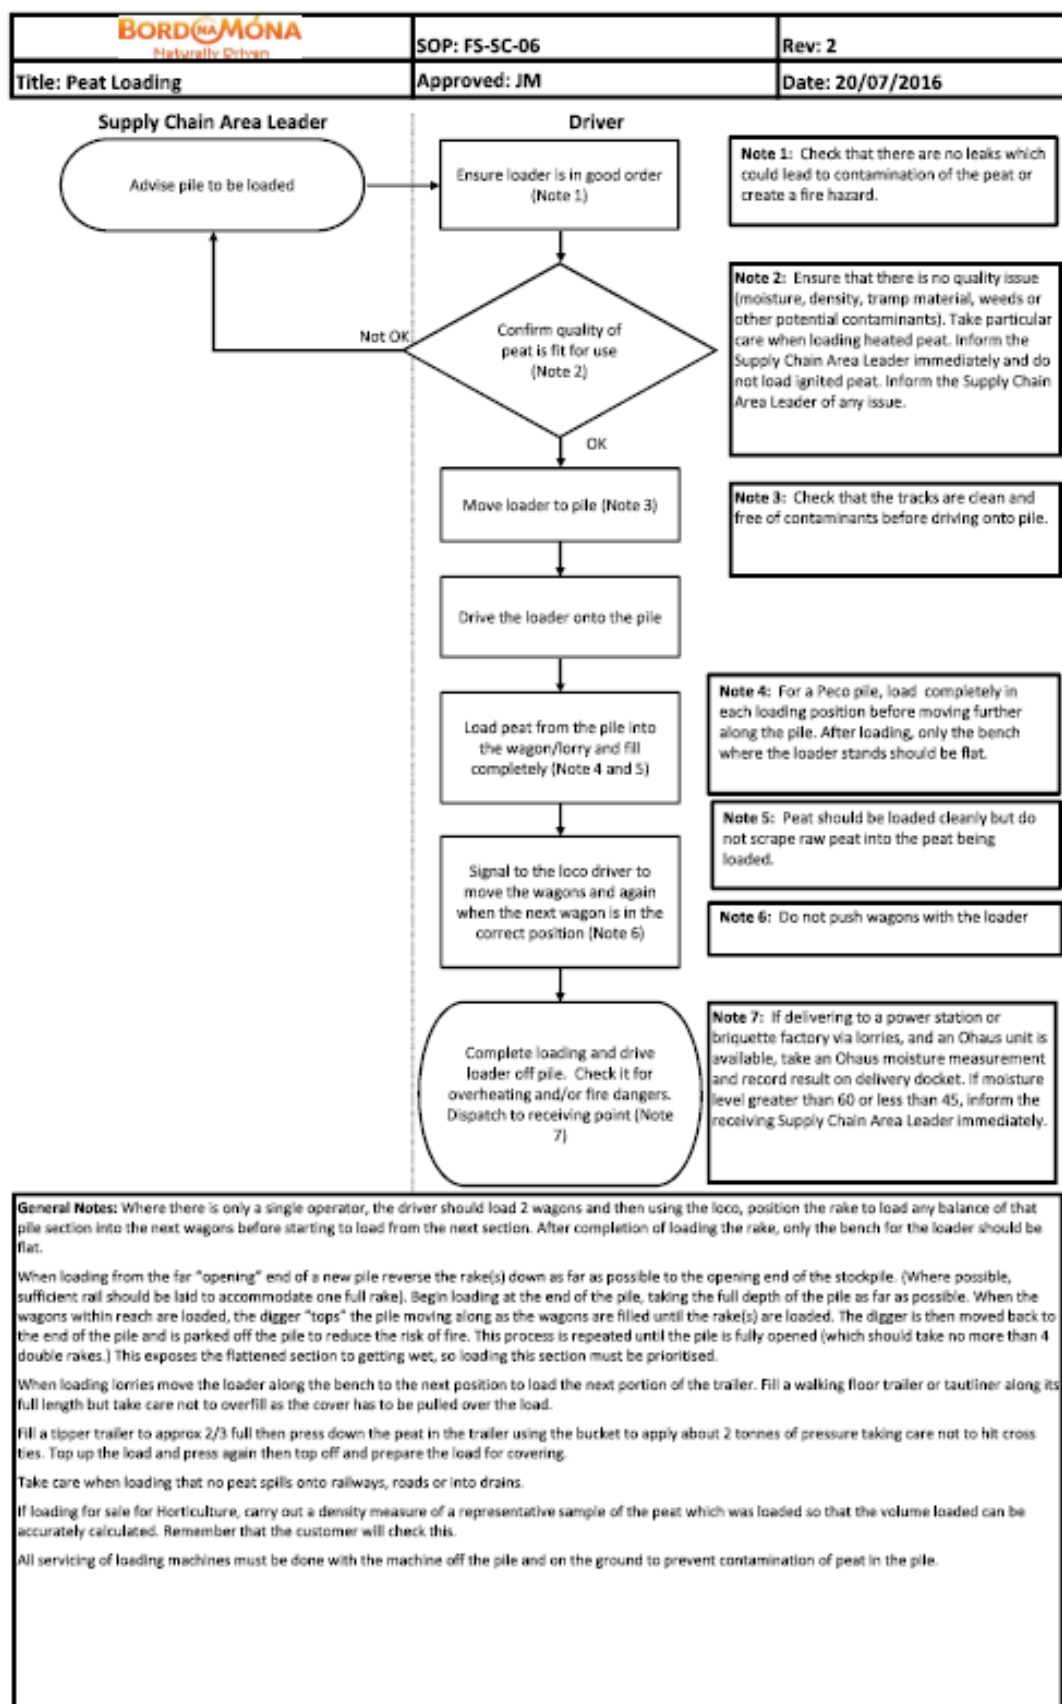 BORD NA MÓNA
Naturally Driven
SOP: FS-SC-06
Rev: 2
Title: Peat Loading
Approved: JM
Date: 20/07/2016
Supply Chain Area Leader
Driver
Advise pile to be loaded
Ensure loader is in good order
(Note 1)
Note 1: Check that there are no leaks which
could lead to contamination of the peat or
create a fire hazard.
Not OK
Confirm quality of
peat is fit for use
(Note 2)
OK
Note 2: Ensure that there is no quality issue
(moisture, density, tramp material, weeds or
other potential contaminants). Take particular
care when loading heated peat. Inform the
Supply Chain Area Leader immediately and do
not load ignited peat. Inform the Supply Chain
Area Leader of any issue.
Move loader to pile (Note 3)
Note 3: Check that the tracks are clean and
free of contaminants before driving onto pile.
Drive the loader onto the pile
Load peat from the pile into
the wagon/lorry and fill
completely (Note 4 and 5)
Note 4: For a Peco pile, load completely in
each loading position before moving further
along the pile. After loading, only the bench
where the loader stands should be flat.
Note 5: Peat should be loaded cleanly but do
not scrape raw peat into the peat being
loaded.
Signal to the loco driver to
move the wagons and again
when the next wagon is in the
correct position (Note 6)
Note 6: Do not push wagons with the loader
Complete loading and drive
loader off pile. Check it for
overheating and/or fire dangers.
Dispatch to receiving point (Note
7)
Note 7: If delivering to a power station or
briquette factory via lorries, and an Ohaus unit is
available, take an Ohaus moisture measurement
and record result on delivery docket. If moisture
level greater than 60 or less than 45, inform the
receiving Supply Chain Area Leader immediately.
General Notes: Where there is only a single operator, the driver should load 2 wagons and then using the loco, position the rake to load any balance of that
pile section into the next wagons before starting to load from the next section. After completion of loading the rake, only the bench for the loader should be
flat.
When loading from the far "opening" end of a new pile reverse the rake(s) down as far as possible to the opening end of the stockpile. (Where possible,
sufficient rail should be laid to accommodate one full rake). Begin loading at the end of the pile, taking the full depth of the pile as far as possible. When the
wagons within reach are loaded, the digger "tops" the pile moving along as the wagons are filled until the rake(s) are loaded. The digger is then moved back to
the end of the pile and is parked off the pile to reduce the risk of fire. This process is repeated until the pile is fully opened (which should take no more than 4
double rakes.) This exposes the flattened section to getting wet, so loading this section must be prioritised.
When loading lorries move the loader along the bench to the next position to load the next portion of the trailer. Fill a walking floor trailer or tautliner along its
full length but take care not to overfill as the cover has to be pulled over the load.
Fill a tipper trailer to approx 2/3 full then press down the peat in the trailer using the bucket to apply about 2 tonnes of pressure taking care not to hit cross
ties. Top up the load and press again then top off and prepare the load for covering.
Take care when loading that no peat spills onto railways, roads or into drains.
If loading for sale for Horticulture, carry out a density measure of a representative sample of the peat which was loaded so that the volume loaded can be
accurately calculated. Remember that the customer will check this.
All servicing of loading machines must be done with the machine off the pile and on the ground to prevent contamination of peat in the pile.